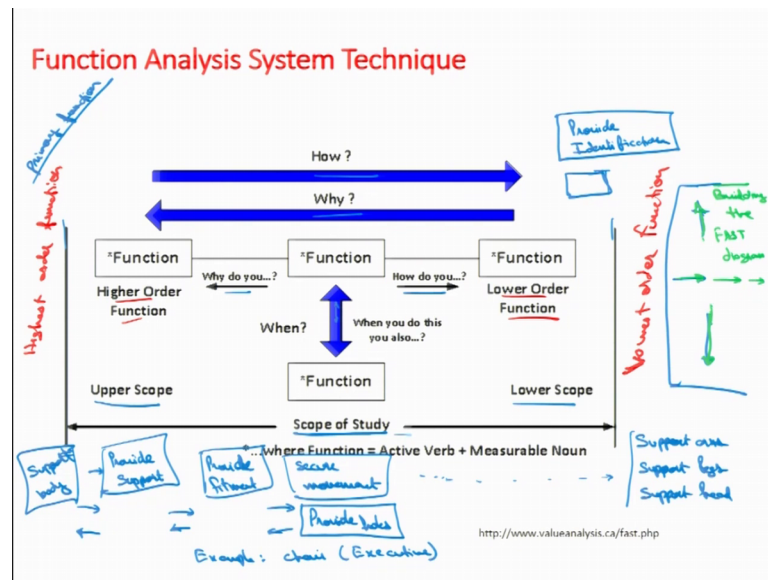 Function Analysis System Technique
Primary function
Provide
Identification
How ?
Why ?
Highest order function
Lowest order function
Building
the
FAST
diagram
*Function
*Function
*Function
Why do you...?
How do you...?
Higher Order
Function
Lower Order
Function
When?
When you do this
you also...?
*Function
Upper Scope
Lower Scope
Scope of Study
*...where Function = Active Verb + Measurable Noun
Support
body
Provide
Support
Provide
fitment
secure
movement
Support arm
Support legs
Support head
Provide
http://www.valueanalysis.ca/fast.php
Example: chair (Executive)